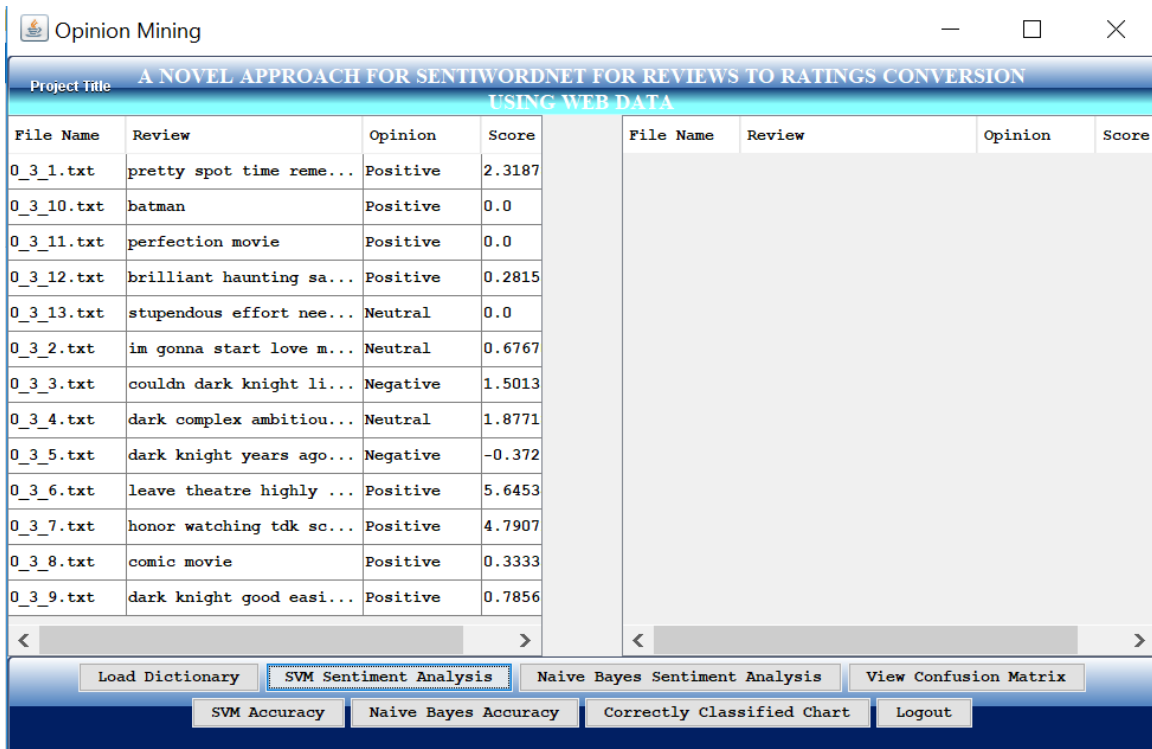 Opinion Mining
Project Title
A NOVEL APPROACH FOR SENTIWORDNET FOR REVIEWS TO RATINGS CONVERSION
USING WEB DATA
File Name Review Opinion Score
0_3_1.txt pretty spot time reme... Positive 2.3187
0_3_10.txt batman Positive 0.0
0_3_11.txt perfection movie Positive 0.0
0_3_12.txt brilliant haunting sa... Positive 0.2815
0_3_13.txt stupendous effort nee... Neutral 0.0
0_3_2.txt im gonna start love m... Neutral 0.6767
0_3_3.txt couldn dark knight li... Negative 1.5013
0_3_4.txt dark complex ambitiou... Neutral 1.8771
0_3_5.txt dark knight years ago... Negative -0.372
0_3_6.txt leave theatre highly ... Positive 5.6453
0_3_7.txt honor watching tdk sc... Positive 4.7907
0_3_8.txt comic movie Positive 0.3333
0_3_9.txt dark knight good easi... Positive 0.7856
File Name Review Opinion Score
Load Dictionary SVM Sentiment Analysis Naive Bayes Sentiment Analysis View Confusion Matrix
SVM Accuracy Naive Bayes Accuracy Correctly Classified Chart Logout